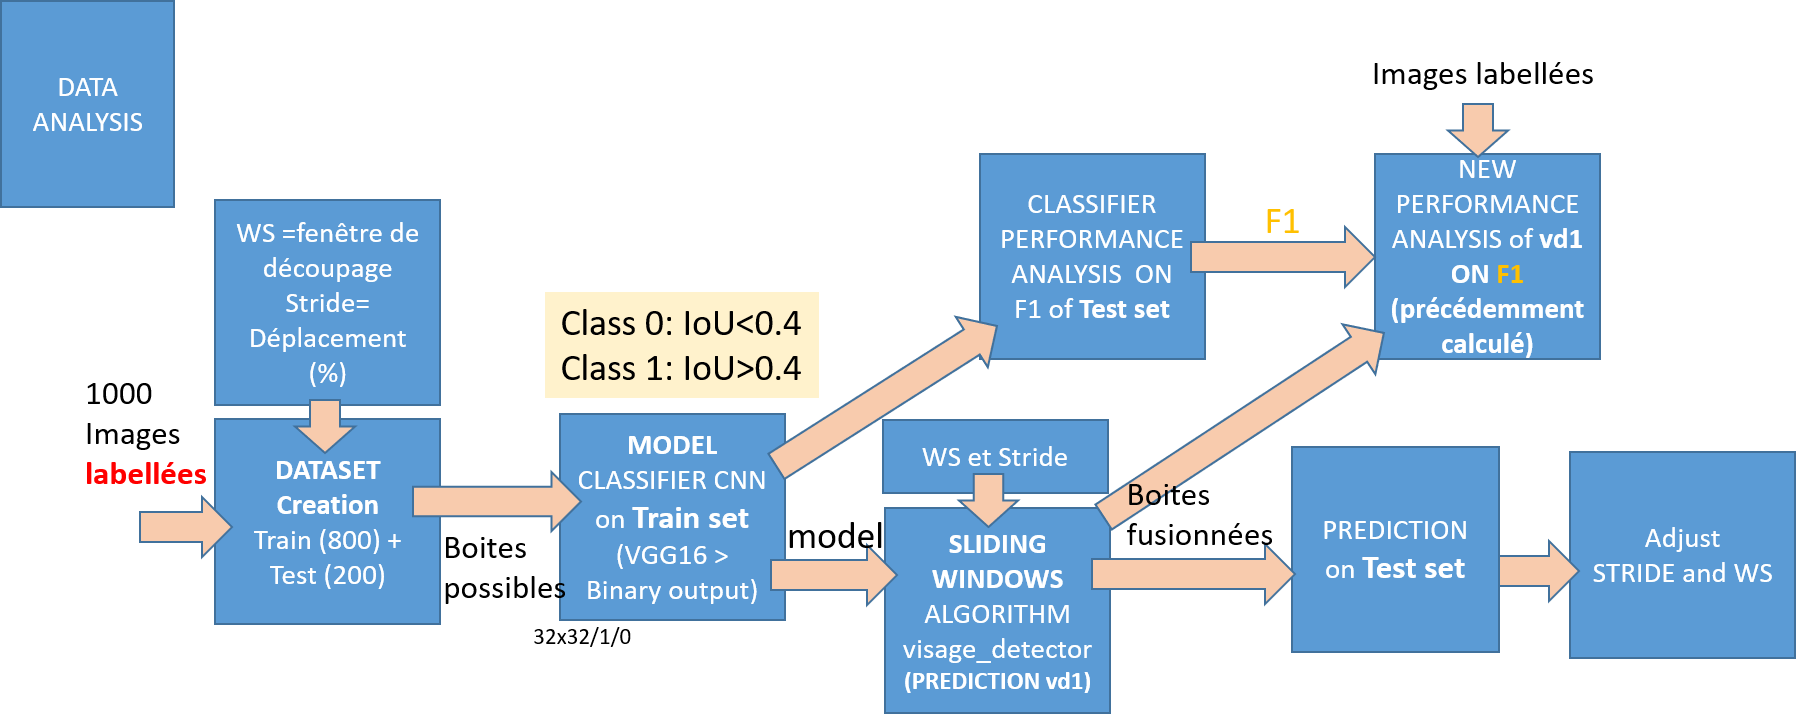 DATA
ANALYSIS
WS =fenêtre de
découpage
Stride=
Déplacement
(%)
1000
Images
labellées
DATASET
Creation
Train (800) +
Test (200)
Boites
possibles
Class 0: IoU<0.4
Class 1: IoU>0.4
MODEL
CLASSIFIER CNN
on Train set
(VGG16 >
Binary output)
32x32/1/0
model
WS et Stride
SLIDING
WINDOWS
ALGORITHM
visage_detector
(PREDICTION vd1)
CLASSIFIER
PERFORMANCE
ANALYSIS ON
F1 of Test set
F1
Images labellées
NEW
PERFORMANCE
ANALYSIS of vd1
ON F1
(précédemment
calculé)
Boites
fusionnées
PREDICTION
on Test set
Adjust
STRIDE and WS